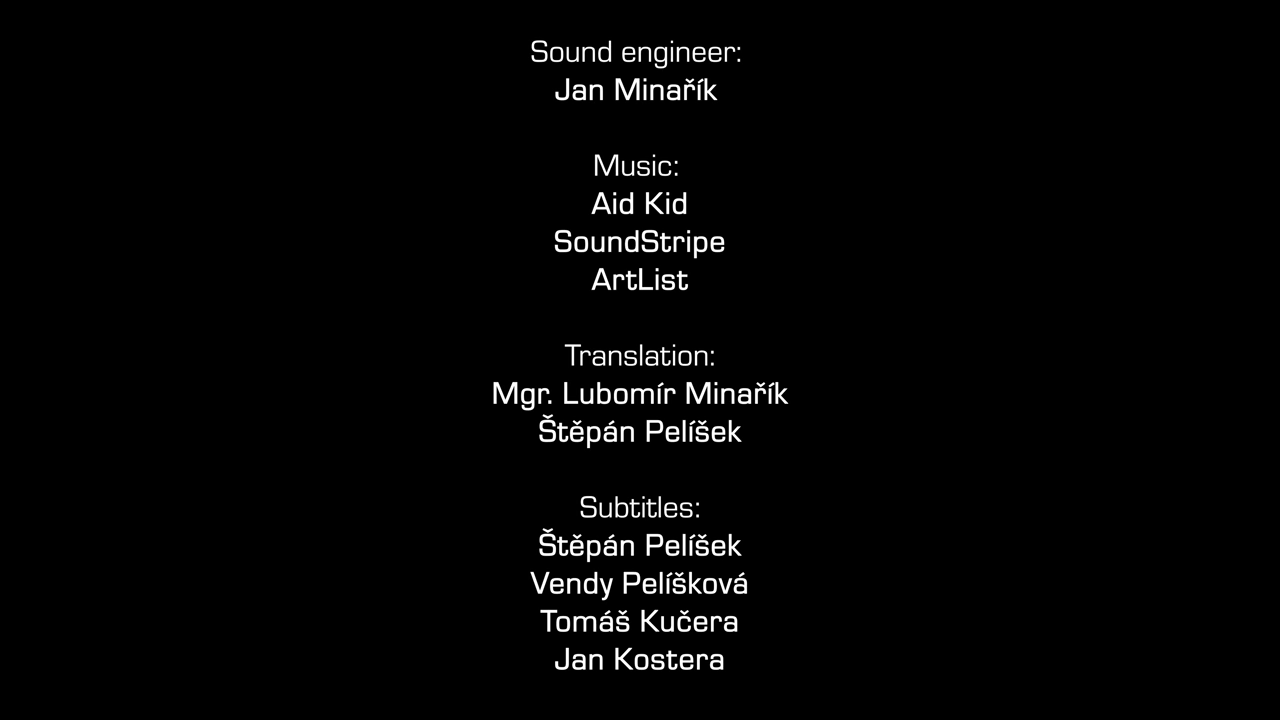 Sound engineer:
Jan Minařík
Music:
Aid Kid
SoundStripe
ArtList
Translation:
Mgr. Lubomír Minařík
Štěpán Pelíšek
Subtitles:
Štěpán Pelíšek
Vendy Pelíšková
Tomáš Kučera
Jan Kostera